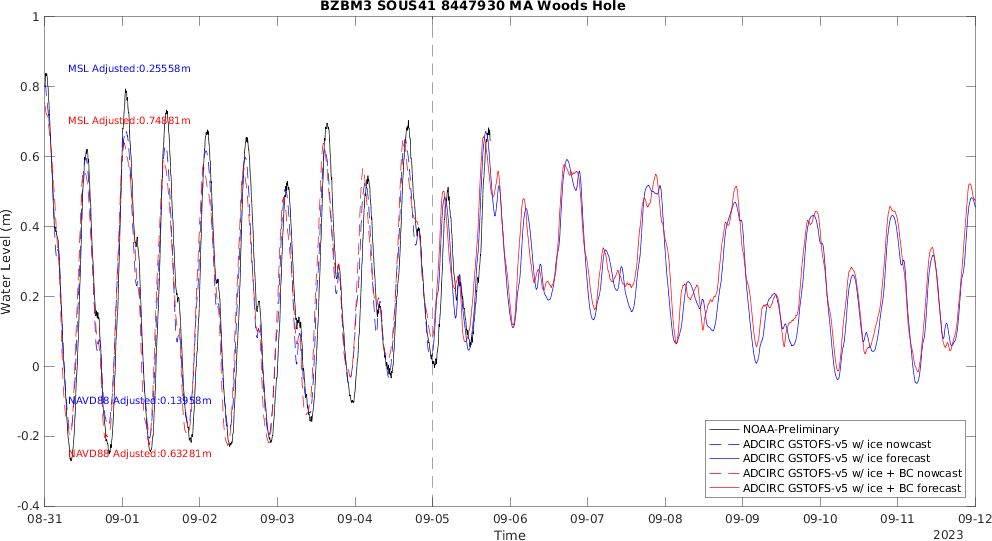 BZBM3 SOUS41 8447930 MA Woods Hole
1
0.8
0.6
0.4
0.2
0
-0.2
-0.4
Water Level (m)
MSL Adjusted:0.25558m
MSL Adjusted:0.74881m
NAVD88 Adjusted:0.13958m
NAVD88 Adjusted:0.63281m
NOAA-Preliminary
ADCIRC GSTOFS-v5 w/ ice nowcast
ADCIRC GSTOFS-v5 w/ ice forecast
ADCIRC GSTOFS-v5 w/ ice + BC nowcast
ADCIRC GSTOFS-v5 w/ ice + BC forecast
08-31 09-01 09-02 09-03 09-04 09-05 09-06 09-07 09-08 09-09 09-10 09-11 09-12
Time
2023